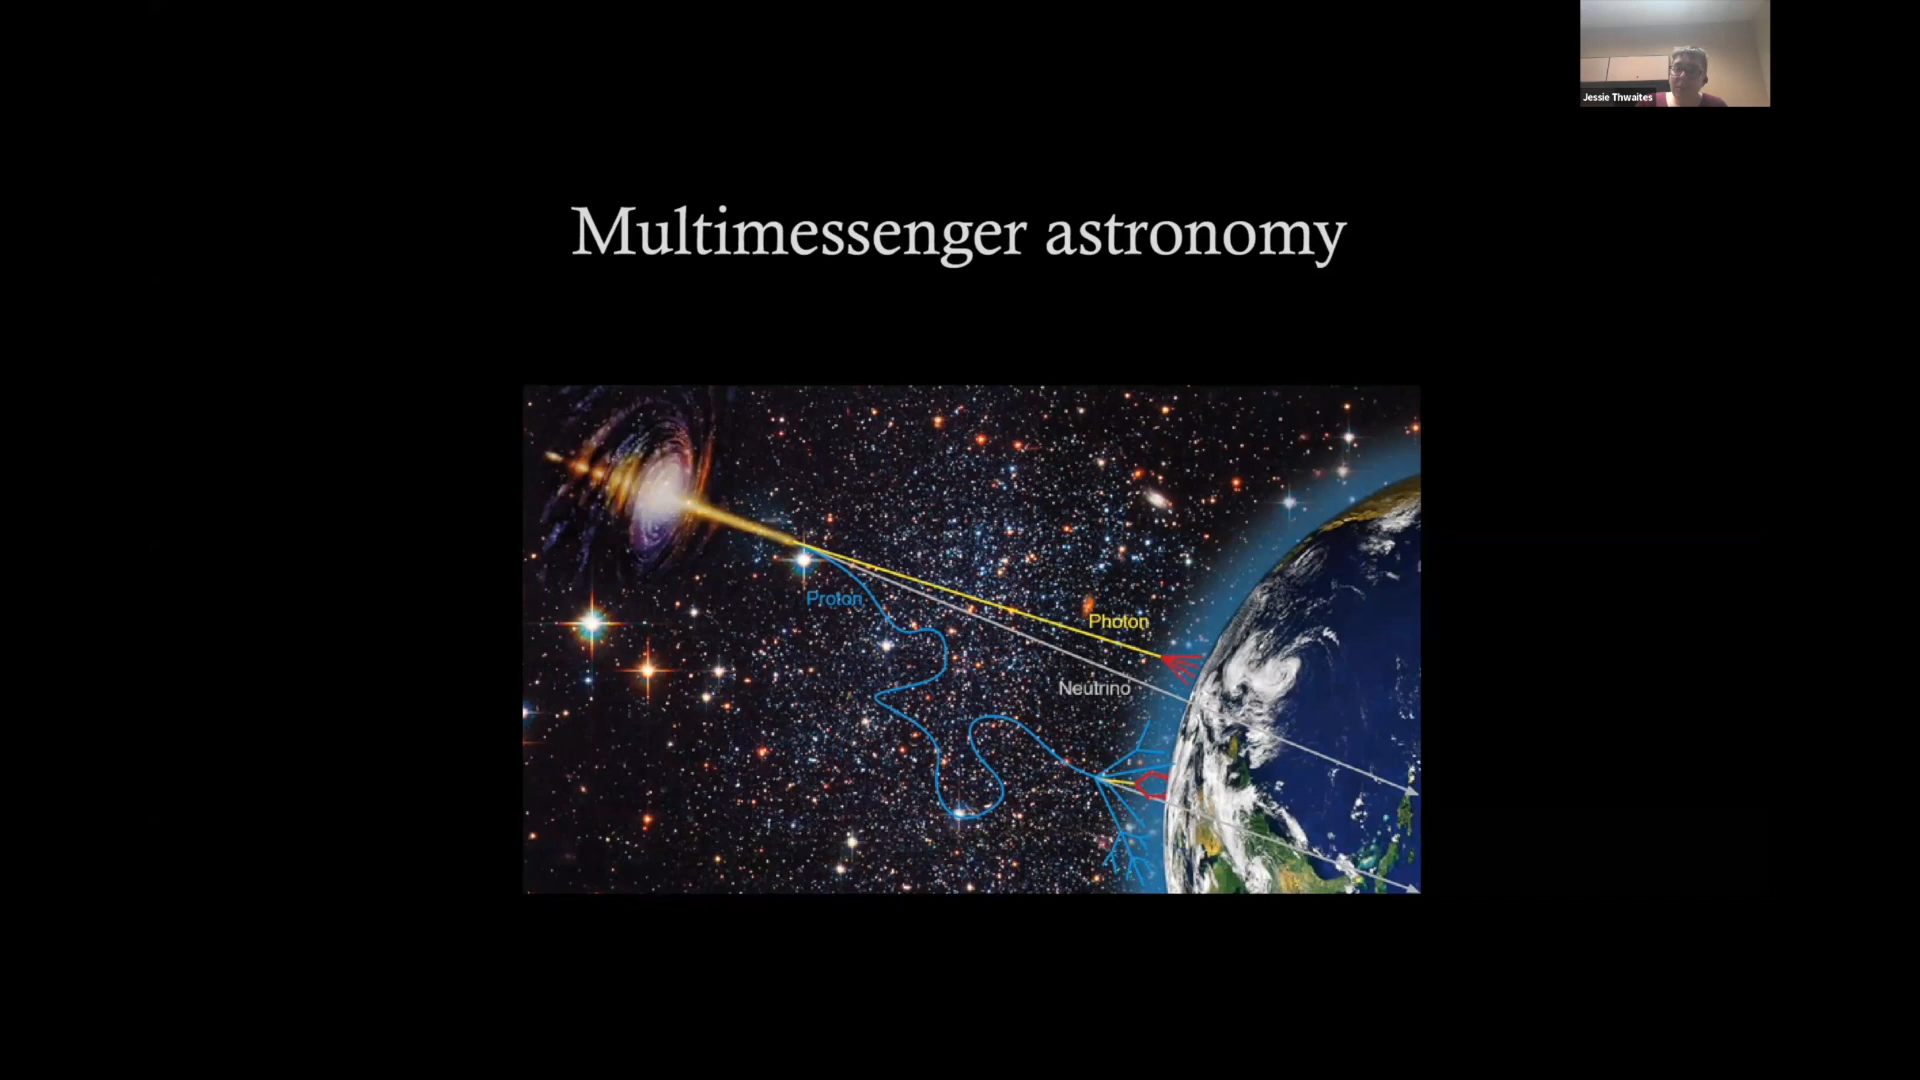 Jessie Thwaites
Multimessenger astronomy
Proton
Photon
Neutrino